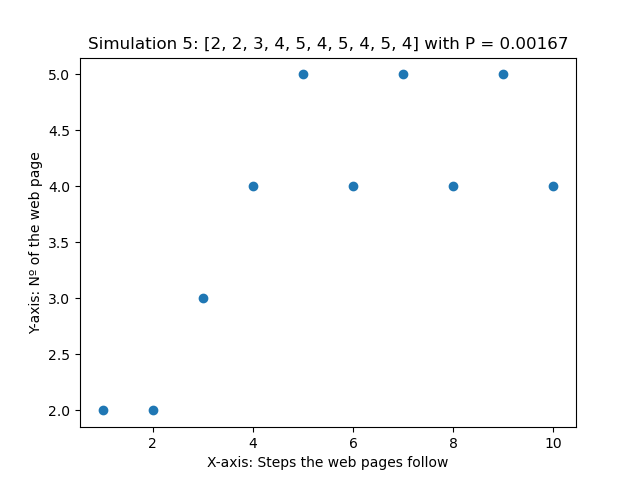 Simulation 5: [2, 2, 3, 4, 5, 4, 5, 4, 5, 4] with P = 0.00167
5.0
4.5
4.0
3.5
3.0
2.5
2.0
Y-axis: Nº of the web page
2 4 6 8 10
X-axis: Steps the web pages follow